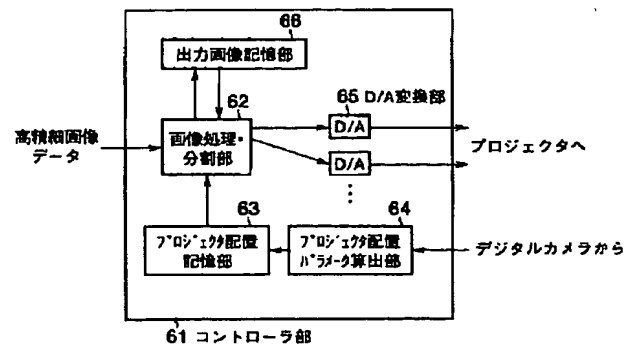 66
出力画像記憶部
62
65 D/A変換部
高精細画像
データ
画像処理・
分割部
D/A
プロジェクタへ
D/A
63
64
プロジェクタ配置
記憶部
プロジェクタ配置
パラメータ算出部
デジタルカメラから
61 コントローラ部